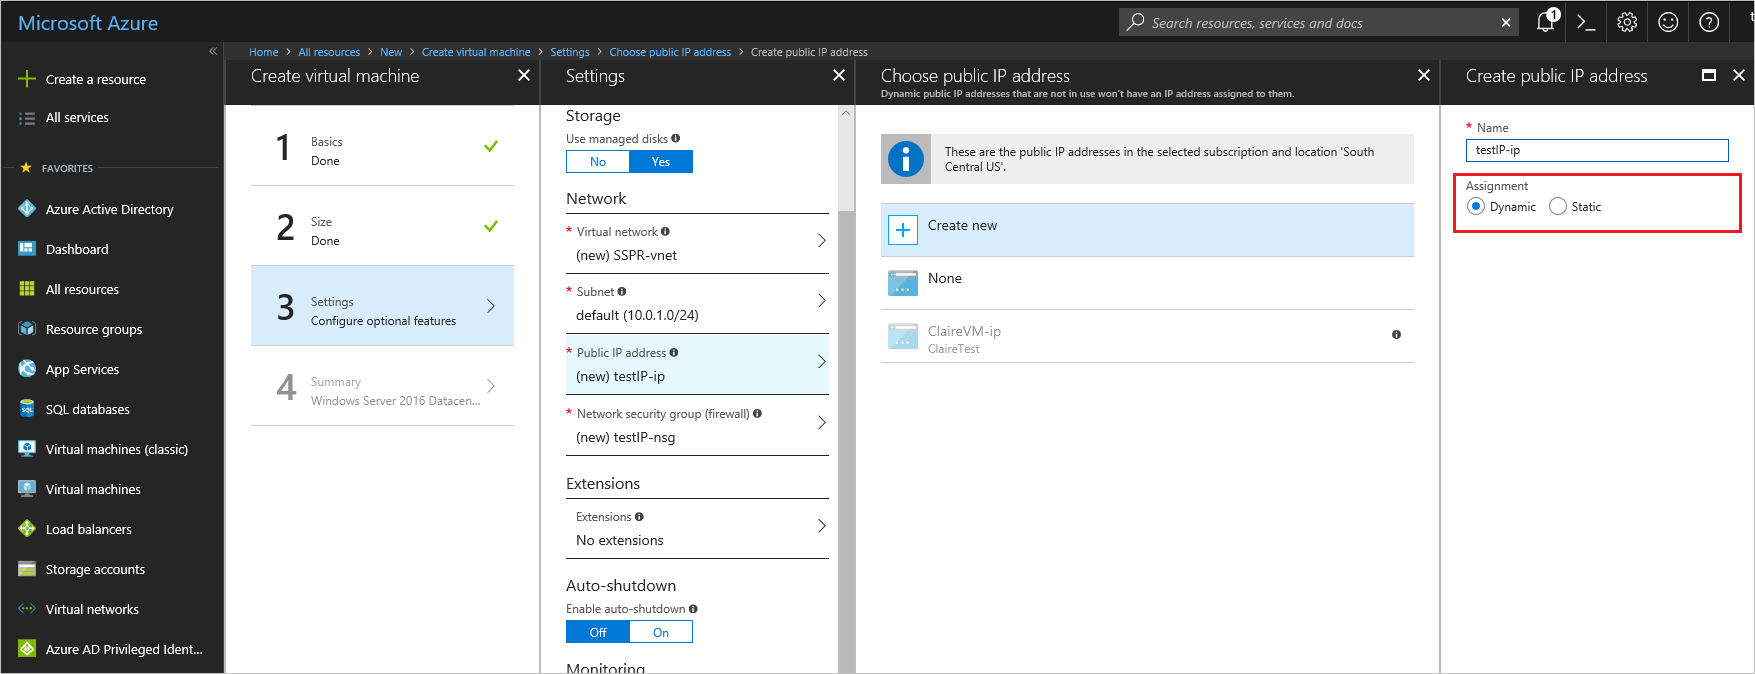 Microsoft Azure
Search resources, services and docs
1
Home > All resources > New > Create virtual machine > Settings > Choose public IP address > Create public IP address
Create a resource
All services
FAVORITES
Azure Active Directory
Dashboard
All resources
Resource groups
App Services
SQL databases
Virtual machines (classic)
Virtual machines
Load balancers
Storage accounts
Virtual networks
Azure AD Privileged Ident...
Create virtual machine
1
Basics
Done
2
Size
Done
3
Settings
Configure optional features
4
Summary
Windows Server 2016 Datacen...
Settings
Storage
Use managed disks
No Yes
Network
* Virtual network
(new) SSPR-vnet
* Subnet
default (10.0.1.0/24)
* Public IP address
(new) testIP-ip
* Network security group (firewall)
(new) testIP-nsg
Extensions
Extensions
No extensions
Auto-shutdown
Enable auto-shutdown
Off On
Monitoring
Choose public IP address
Dynamic public IP addresses that are not in use won't have an IP address assigned to them.
These are the public IP addresses in the selected subscription and location 'South
Central US'.
Create new
None
ClaireVM-ip
ClaireTest
Create public IP address
* Name
testIP-ip
Assignment
Dynamic Static